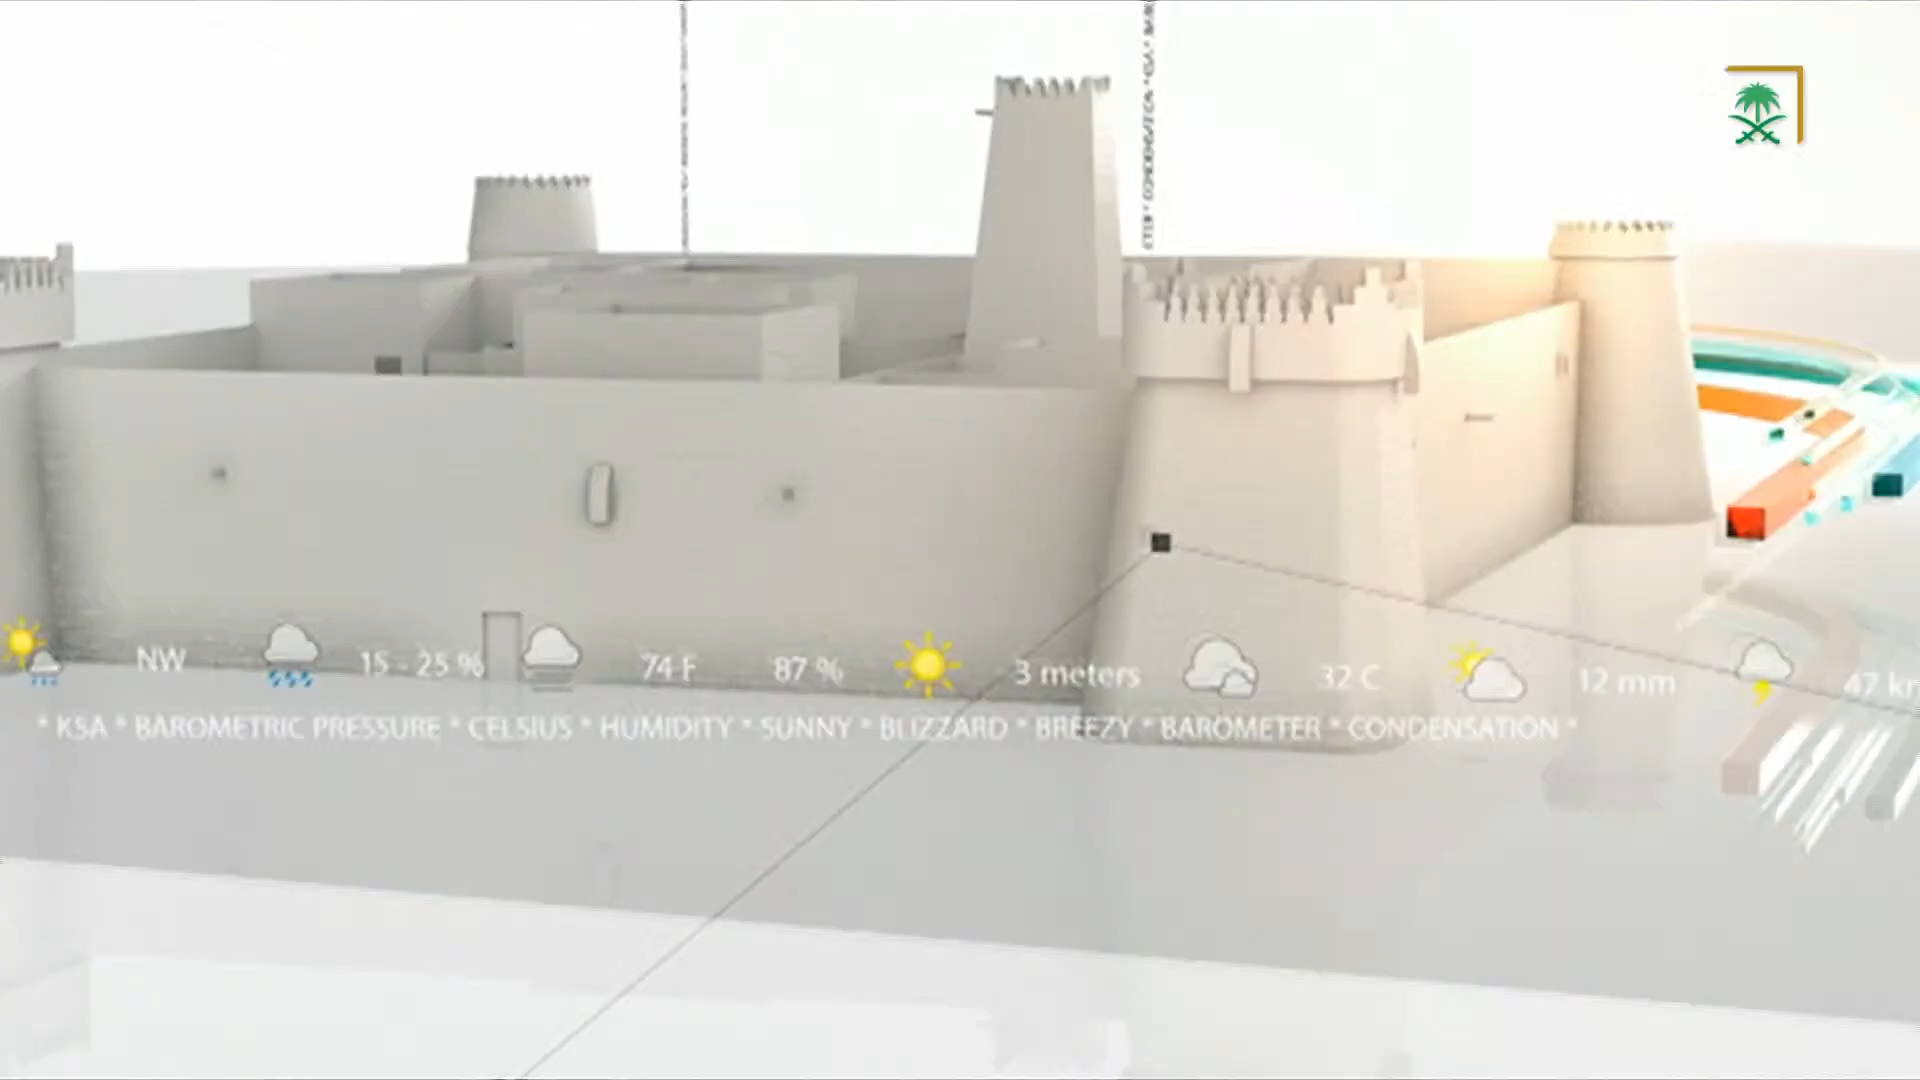 NW 15 - 25 % 74 F 87 % 3 meters 32 C 12 mm 47
* KSA * BAROMETRIC PRESSURE * CELSIUS * HUMIDITY * SUNNY * BLIZZARD * BREEZY * BAROMETER * CONDENSATION *